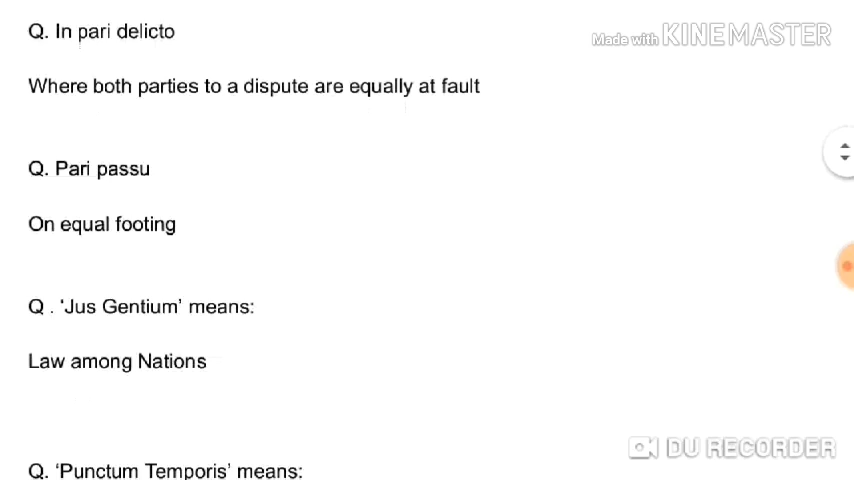 Q. In pari delicto
Made with KINEMASTER
Where both parties to a dispute are equally at fault
Q. Pari passu
On equal footing
Q . ‘Jus Gentium’ means:
Law among Nations
DU RECORDER
Q. ‘Punctum Temporis’ means: